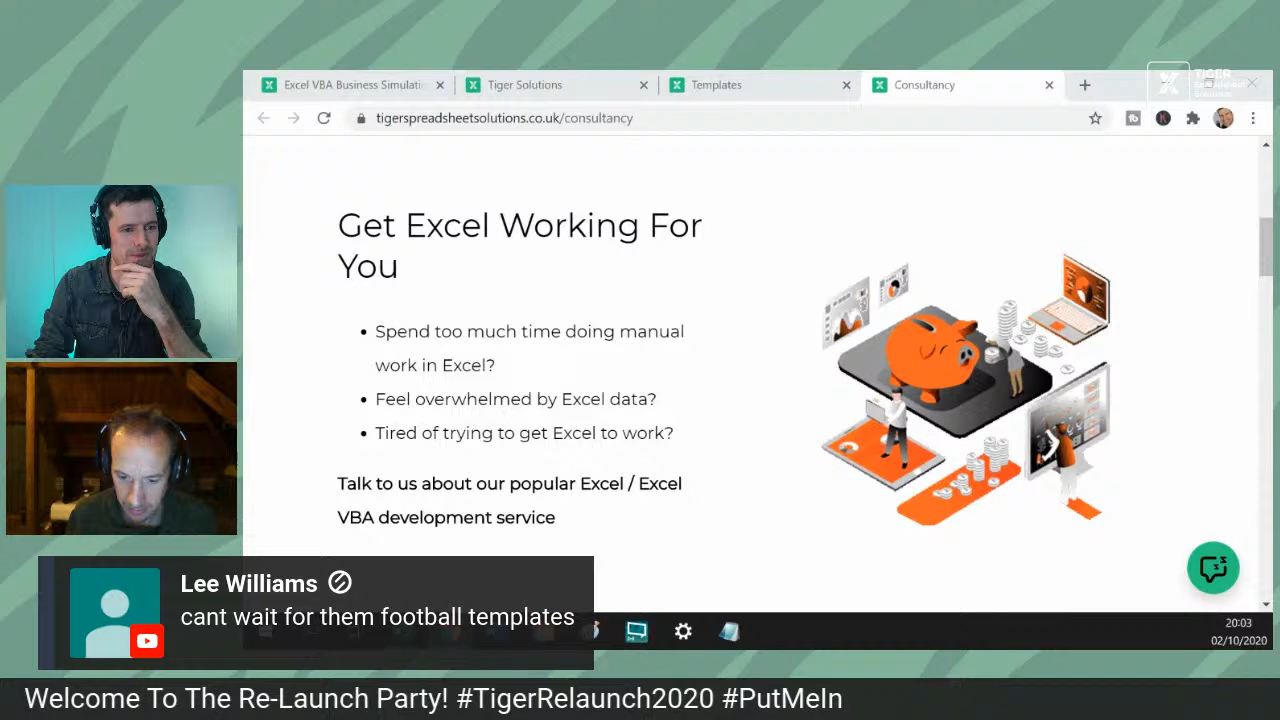 Excel VBA Business Simulati
Tiger Solutions
Templates
Consultancy
TIGER
tigerspreadsheetsolutions.co.uk/consultancy
Get Excel Working For
You
• Spend too much time doing manual
work in Excel?
• Feel overwhelmed by Excel data?
• Tired of trying to get Excel to work?
Talk to us about our popular Excel / Excel
VBA development service
Lee Williams
cant wait for them football templates
20:03
02/10/2020
Welcome To The Re-Launch Party! #TigerRelaunch2020 #PutMeIn